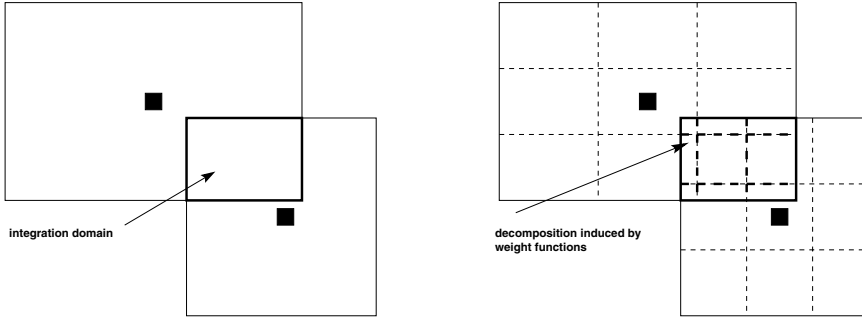 integration domain
decomposition induced by
weight functions